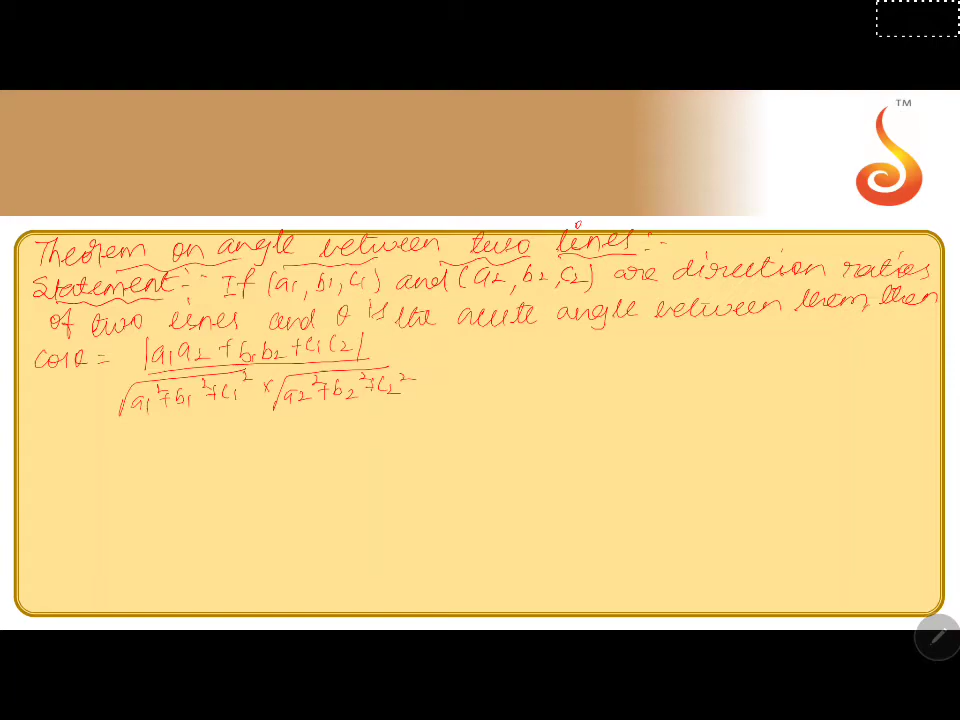 TM
Theorem on angle between two lines:-
Statement:- If (a₁, b₁, c₁) and (a₂, b₂, c₂) are direction ratios
of two lines and θ is the acute angle between them, then
cosθ = |a₁a₂ + b₁b₂ + c₁c₂|
√a₁²+b₁²+c₁² × √a₂²+b₂²+c₂²